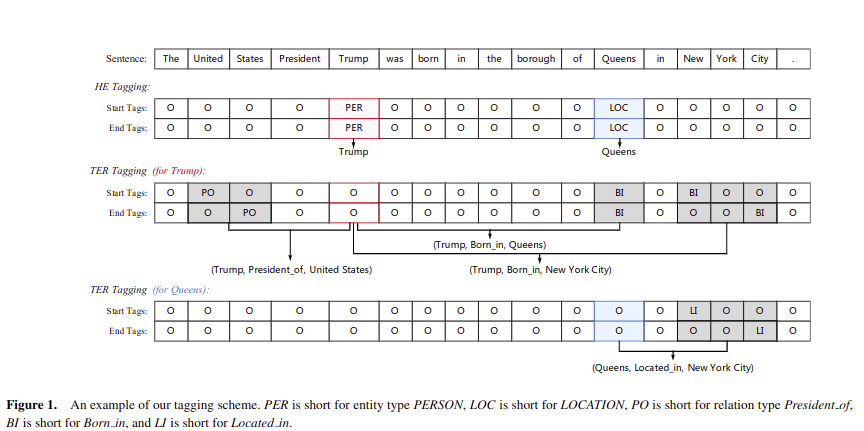 Sentence: The United States President Trump was born in the borough of Queens in New York City .
HE Tagging:
Start Tags: O O O O PER O O O O O O LOC O O O O O
End Tags: O O O O PER O O O O O O LOC O O O O O
Trump Queens
TER Tagging (for Trump):
Start Tags: O PO O O O O O O O O O BI O BI O O O
End Tags: O O PO O O O O O O O O BI O O O BI O
(Trump, Born_in, Queens)
(Trump, President_of, United States) (Trump, Born_in, New York City)
TER Tagging (for Queens):
Start Tags: O O O O O O O O O O O O O LI O O O
End Tags: O O O O O O O O O O O O O O O LI O
(Queens, Located_in, New York City)
Figure 1. An example of our tagging scheme. PER is short for entity type PERSON, LOC is short for LOCATION, PO is short for relation type President_of,
BI is short for Born_in, and LI is short for Located_in.